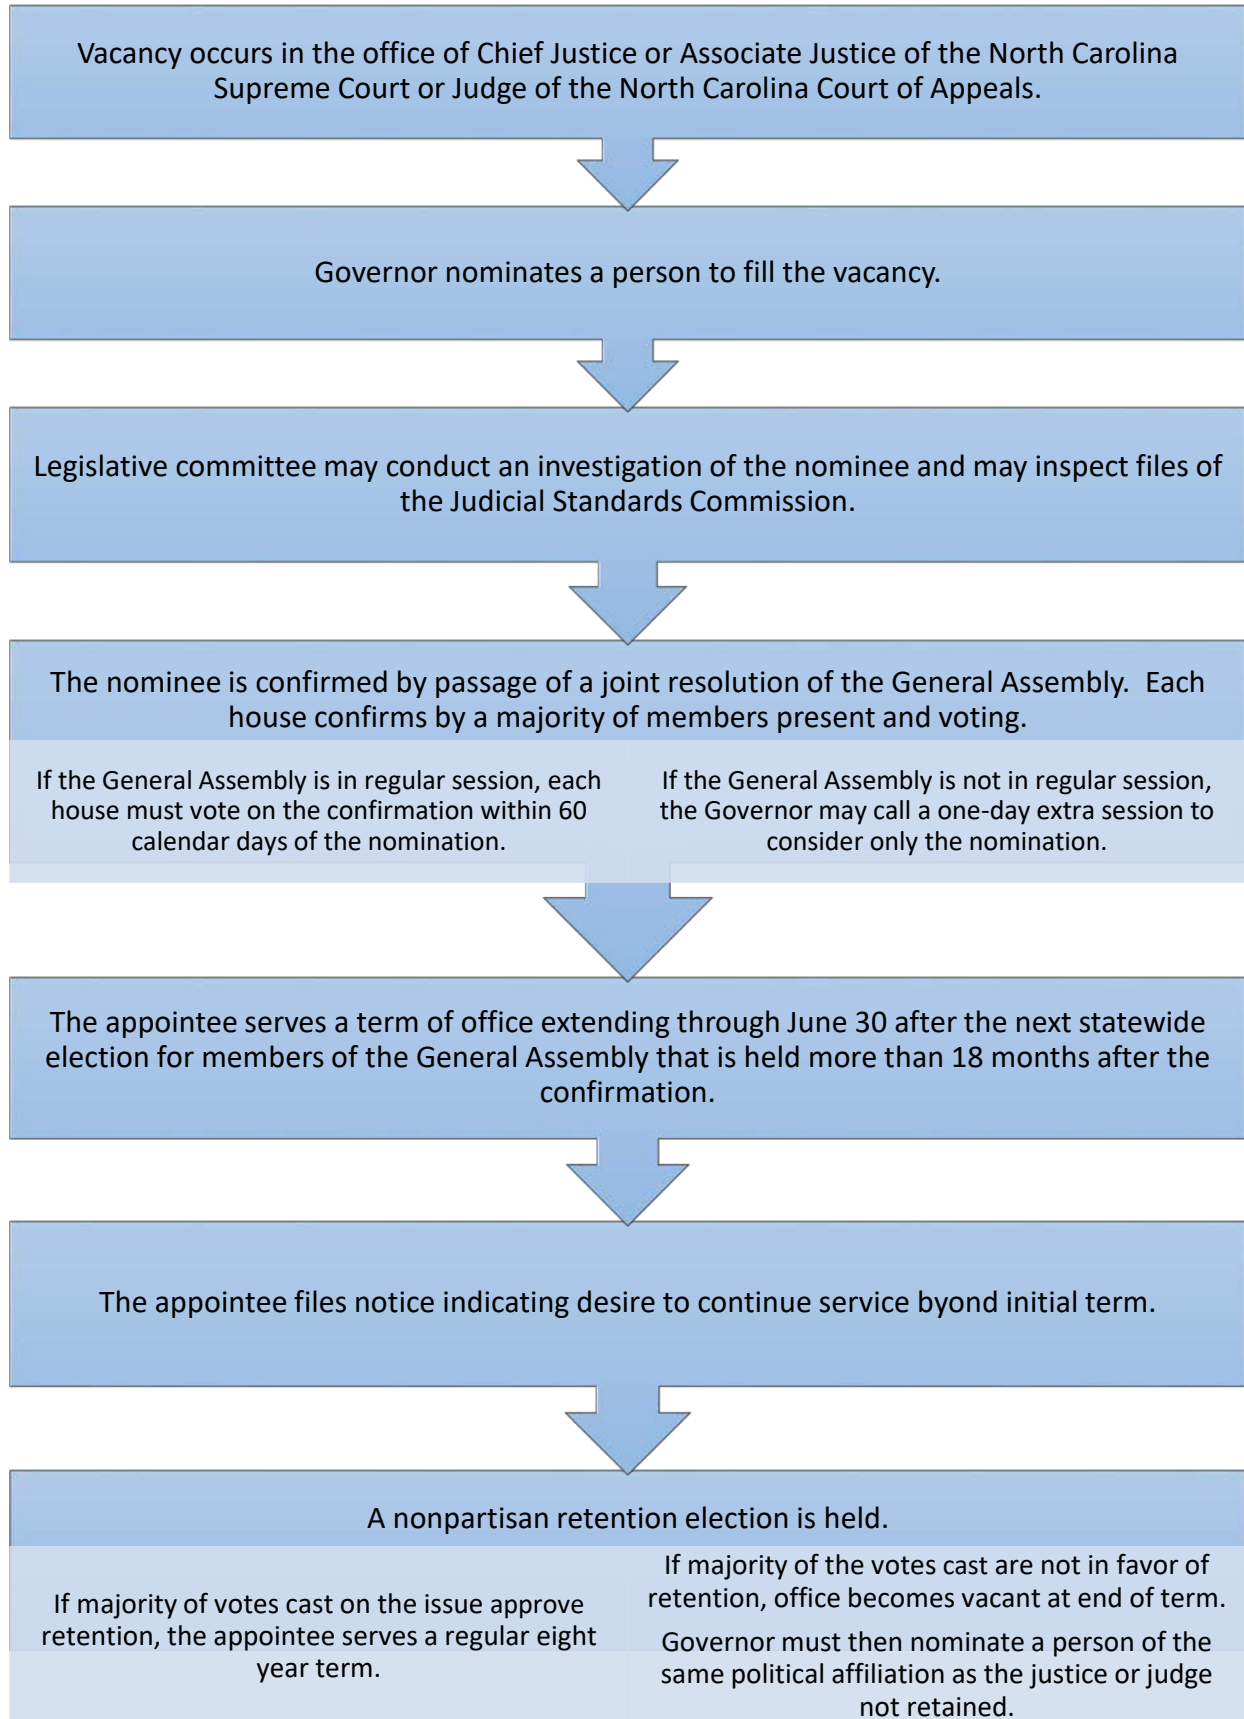 Vacancy occurs in the office of Chief Justice or Associate Justice of the North Carolina
Supreme Court or Judge of the North Carolina Court of Appeals.
Governor nominates a person to fill the vacancy.
Legislative committee may conduct an investigation of the nominee and may inspect files of
the Judicial Standards Commission.
The nominee is confirmed by passage of a joint resolution of the General Assembly.  Each
house confirms by a majority of members present and voting.
If the General Assembly is in regular session, each
house must vote on the confirmation within 60
calendar days of the nomination.
If the General Assembly is not in regular session,
the Governor may call a one-day extra session to
consider only the nomination.
The appointee serves a term of office extending through June 30 after the next statewide
election for members of the General Assembly that is held more than 18 months after the
confirmation.
The appointee files notice indicating desire to continue service byond initial term.
A nonpartisan retention election is held.
If majority of votes cast on the issue approve
retention, the appointee serves a regular eight
year term.
If majority of the votes cast are not in favor of
retention, office becomes vacant at end of term.
Governor must then nominate a person of the
same political affiliation as the justice or judge
not retained.